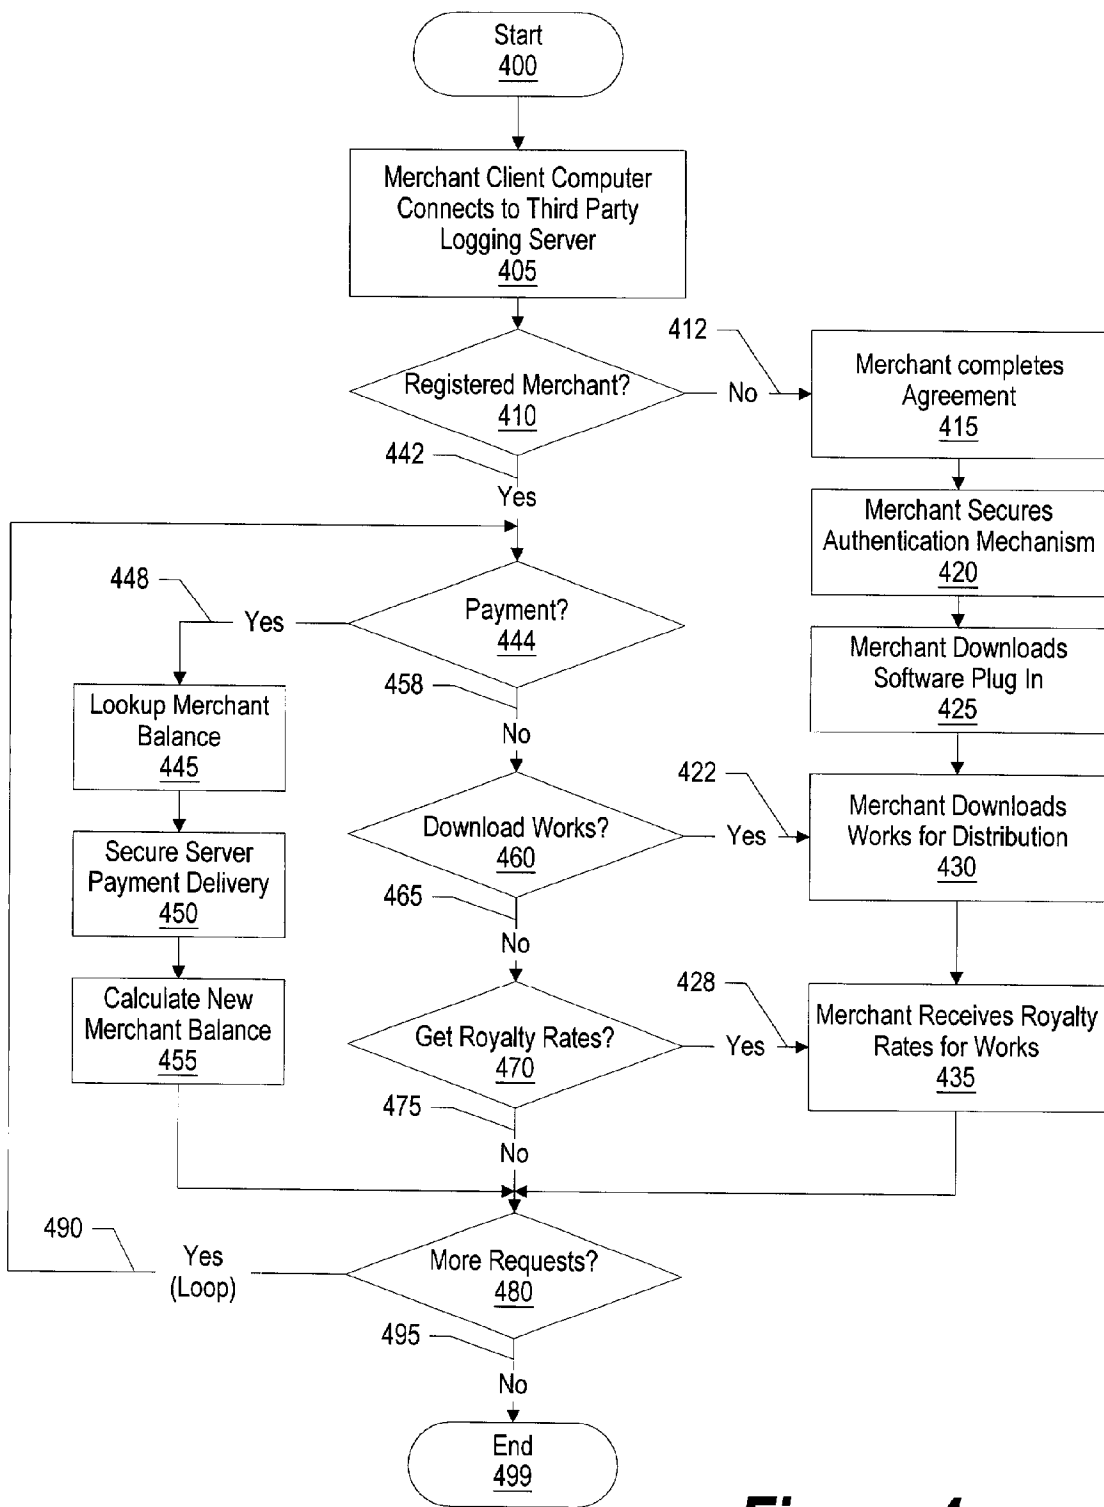 Start
400
Merchant Client Computer
Connects to Third Party
Logging Server
405
412
Registered Merchant?
410
No
Merchant completes
Agreement
415
442
Yes
Merchant Secures
Authentication Mechanism
420
448
Yes
Payment?
444
Merchant Downloads
Software Plug In
425
458
No
Lookup Merchant
Balance
445
422
Download Works?
460
Yes
Merchant Downloads
Works for Distribution
430
Secure Server
Payment Delivery
450
465
No
428
Calculate New
Merchant Balance
455
Get Royalty Rates?
470
Yes
Merchant Receives Royalty
Rates for Works
435
475
No
490
Yes
(Loop)
More Requests?
480
495
No
End
499